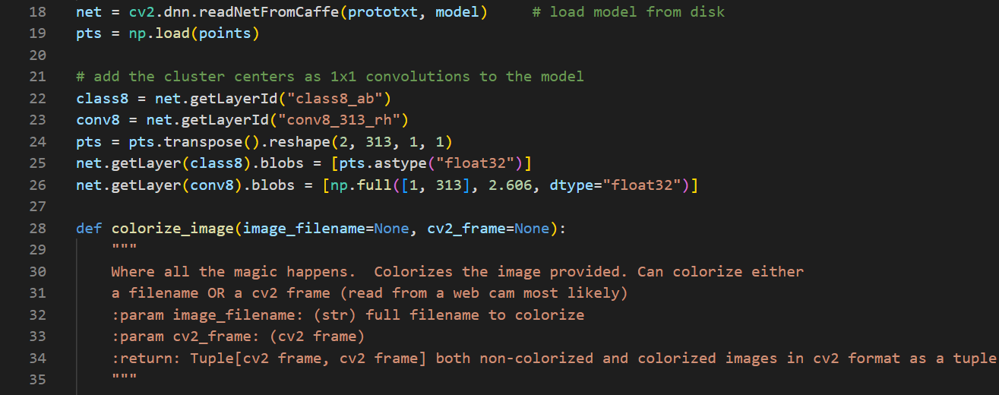 18 net = cv2.dnn.readNetFromCaffe(prototxt, model)     # load model from disk
19 pts = np.load(points)
20
21 # add the cluster centers as 1x1 convolutions to the model
22 class8 = net.getLayerId("class8_ab")
23 conv8 = net.getLayerId("conv8_313_rh")
24 pts = pts.transpose().reshape(2, 313, 1, 1)
25 net.getLayer(class8).blobs = [pts.astype("float32")]
26 net.getLayer(conv8).blobs = [np.full([1, 313], 2.606, dtype="float32")]
27
28 def colorize_image(image_filename=None, cv2_frame=None):
29     """
30     Where all the magic happens.  Colorizes the image provided. Can colorize either
31     a filename OR a cv2 frame (read from a web cam most likely)
32     :param image_filename: (str) full filename to colorize
33     :param cv2_frame: (cv2 frame)
34     :return: Tuple[cv2 frame, cv2 frame] both non-colorized and colorized images in cv2 format as a tuple
35     """